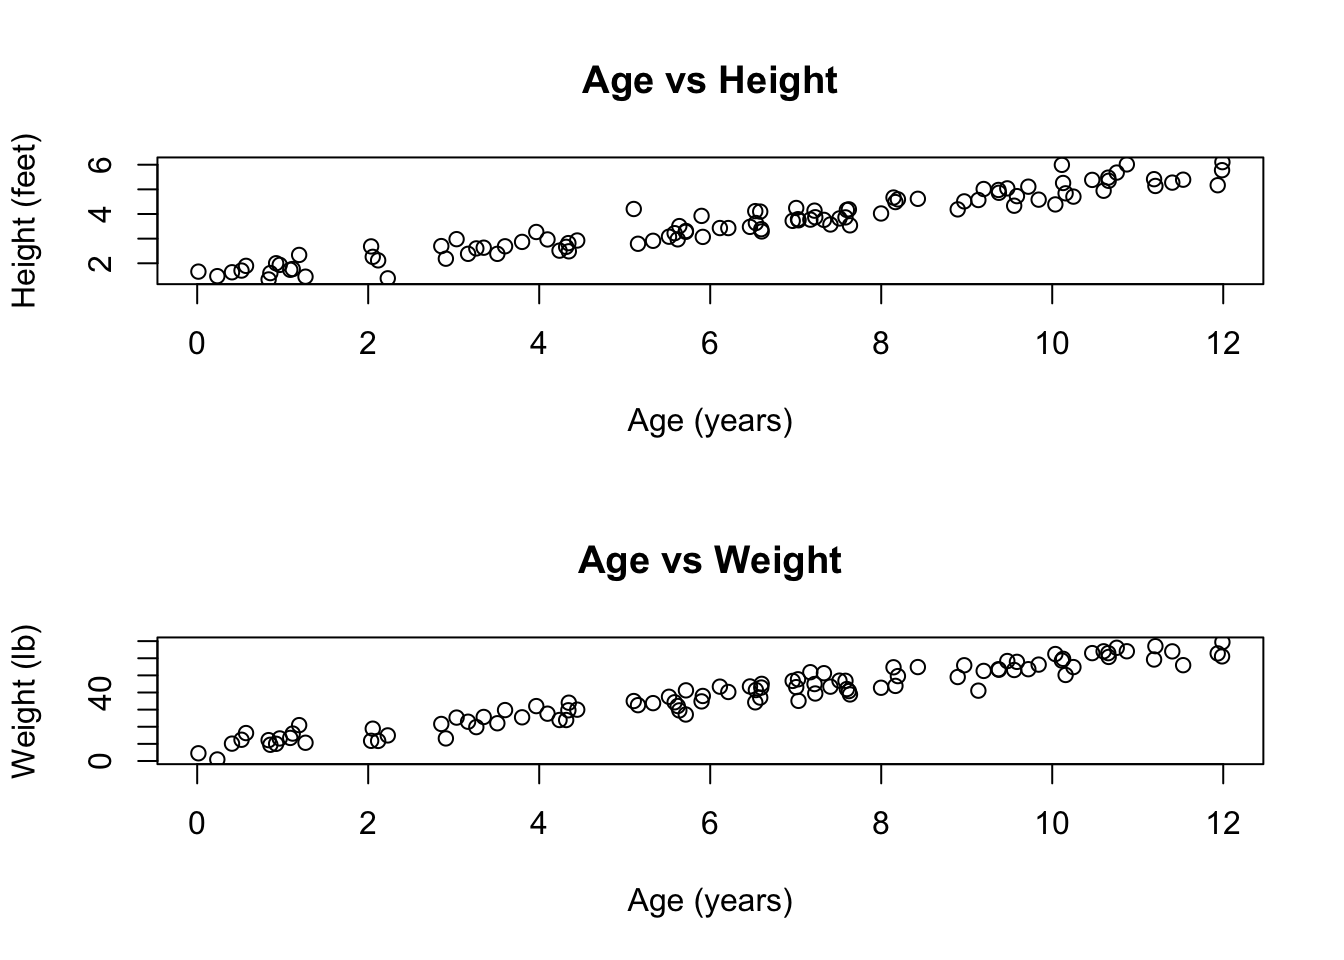 Age vs Height
Height (feet)
6
4
2
0 2 4 6 8 10 12
Age (years)
Age vs Weight
Weight (lb)
40
0
0 2 4 6 8 10 12
Age (years)